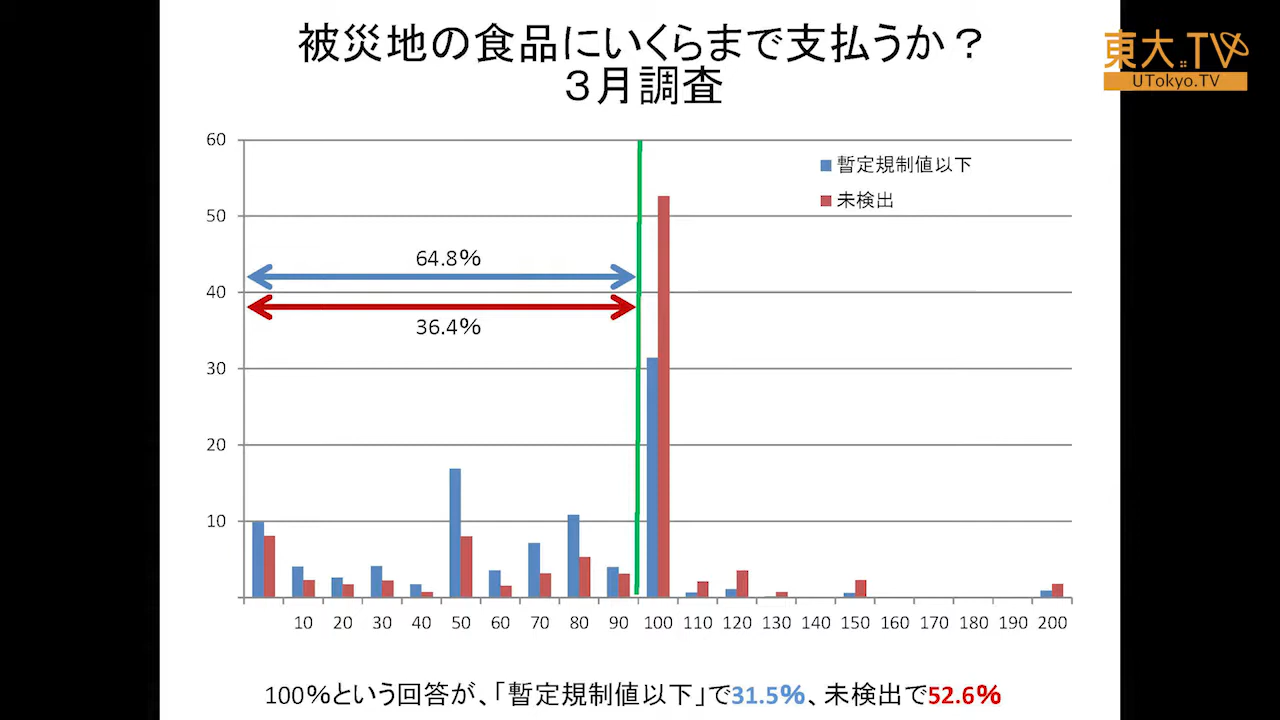 被災地の食品にいくらまで支払うか？
３月調査
東大TV
UTokyo.TV
60
50
40
30
20
10
暫定規制値以下
未検出
64.8%
36.4%
10 20 30 40 50 60 70 80 90 100 110 120 130 140 150 160 170 180 190 200
100%という回答が、「暫定規制値以下」で31.5%、未検出で52.6%